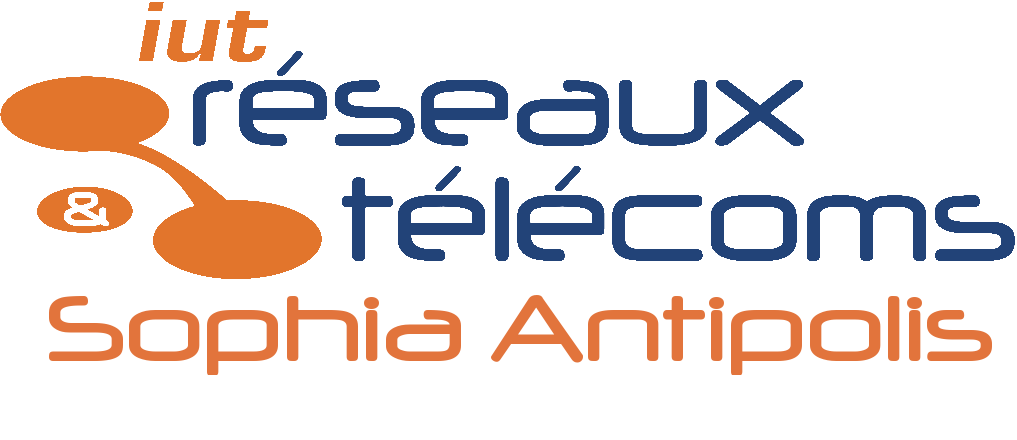 iut
réseaux
& télécoms
Sophia Antipolis